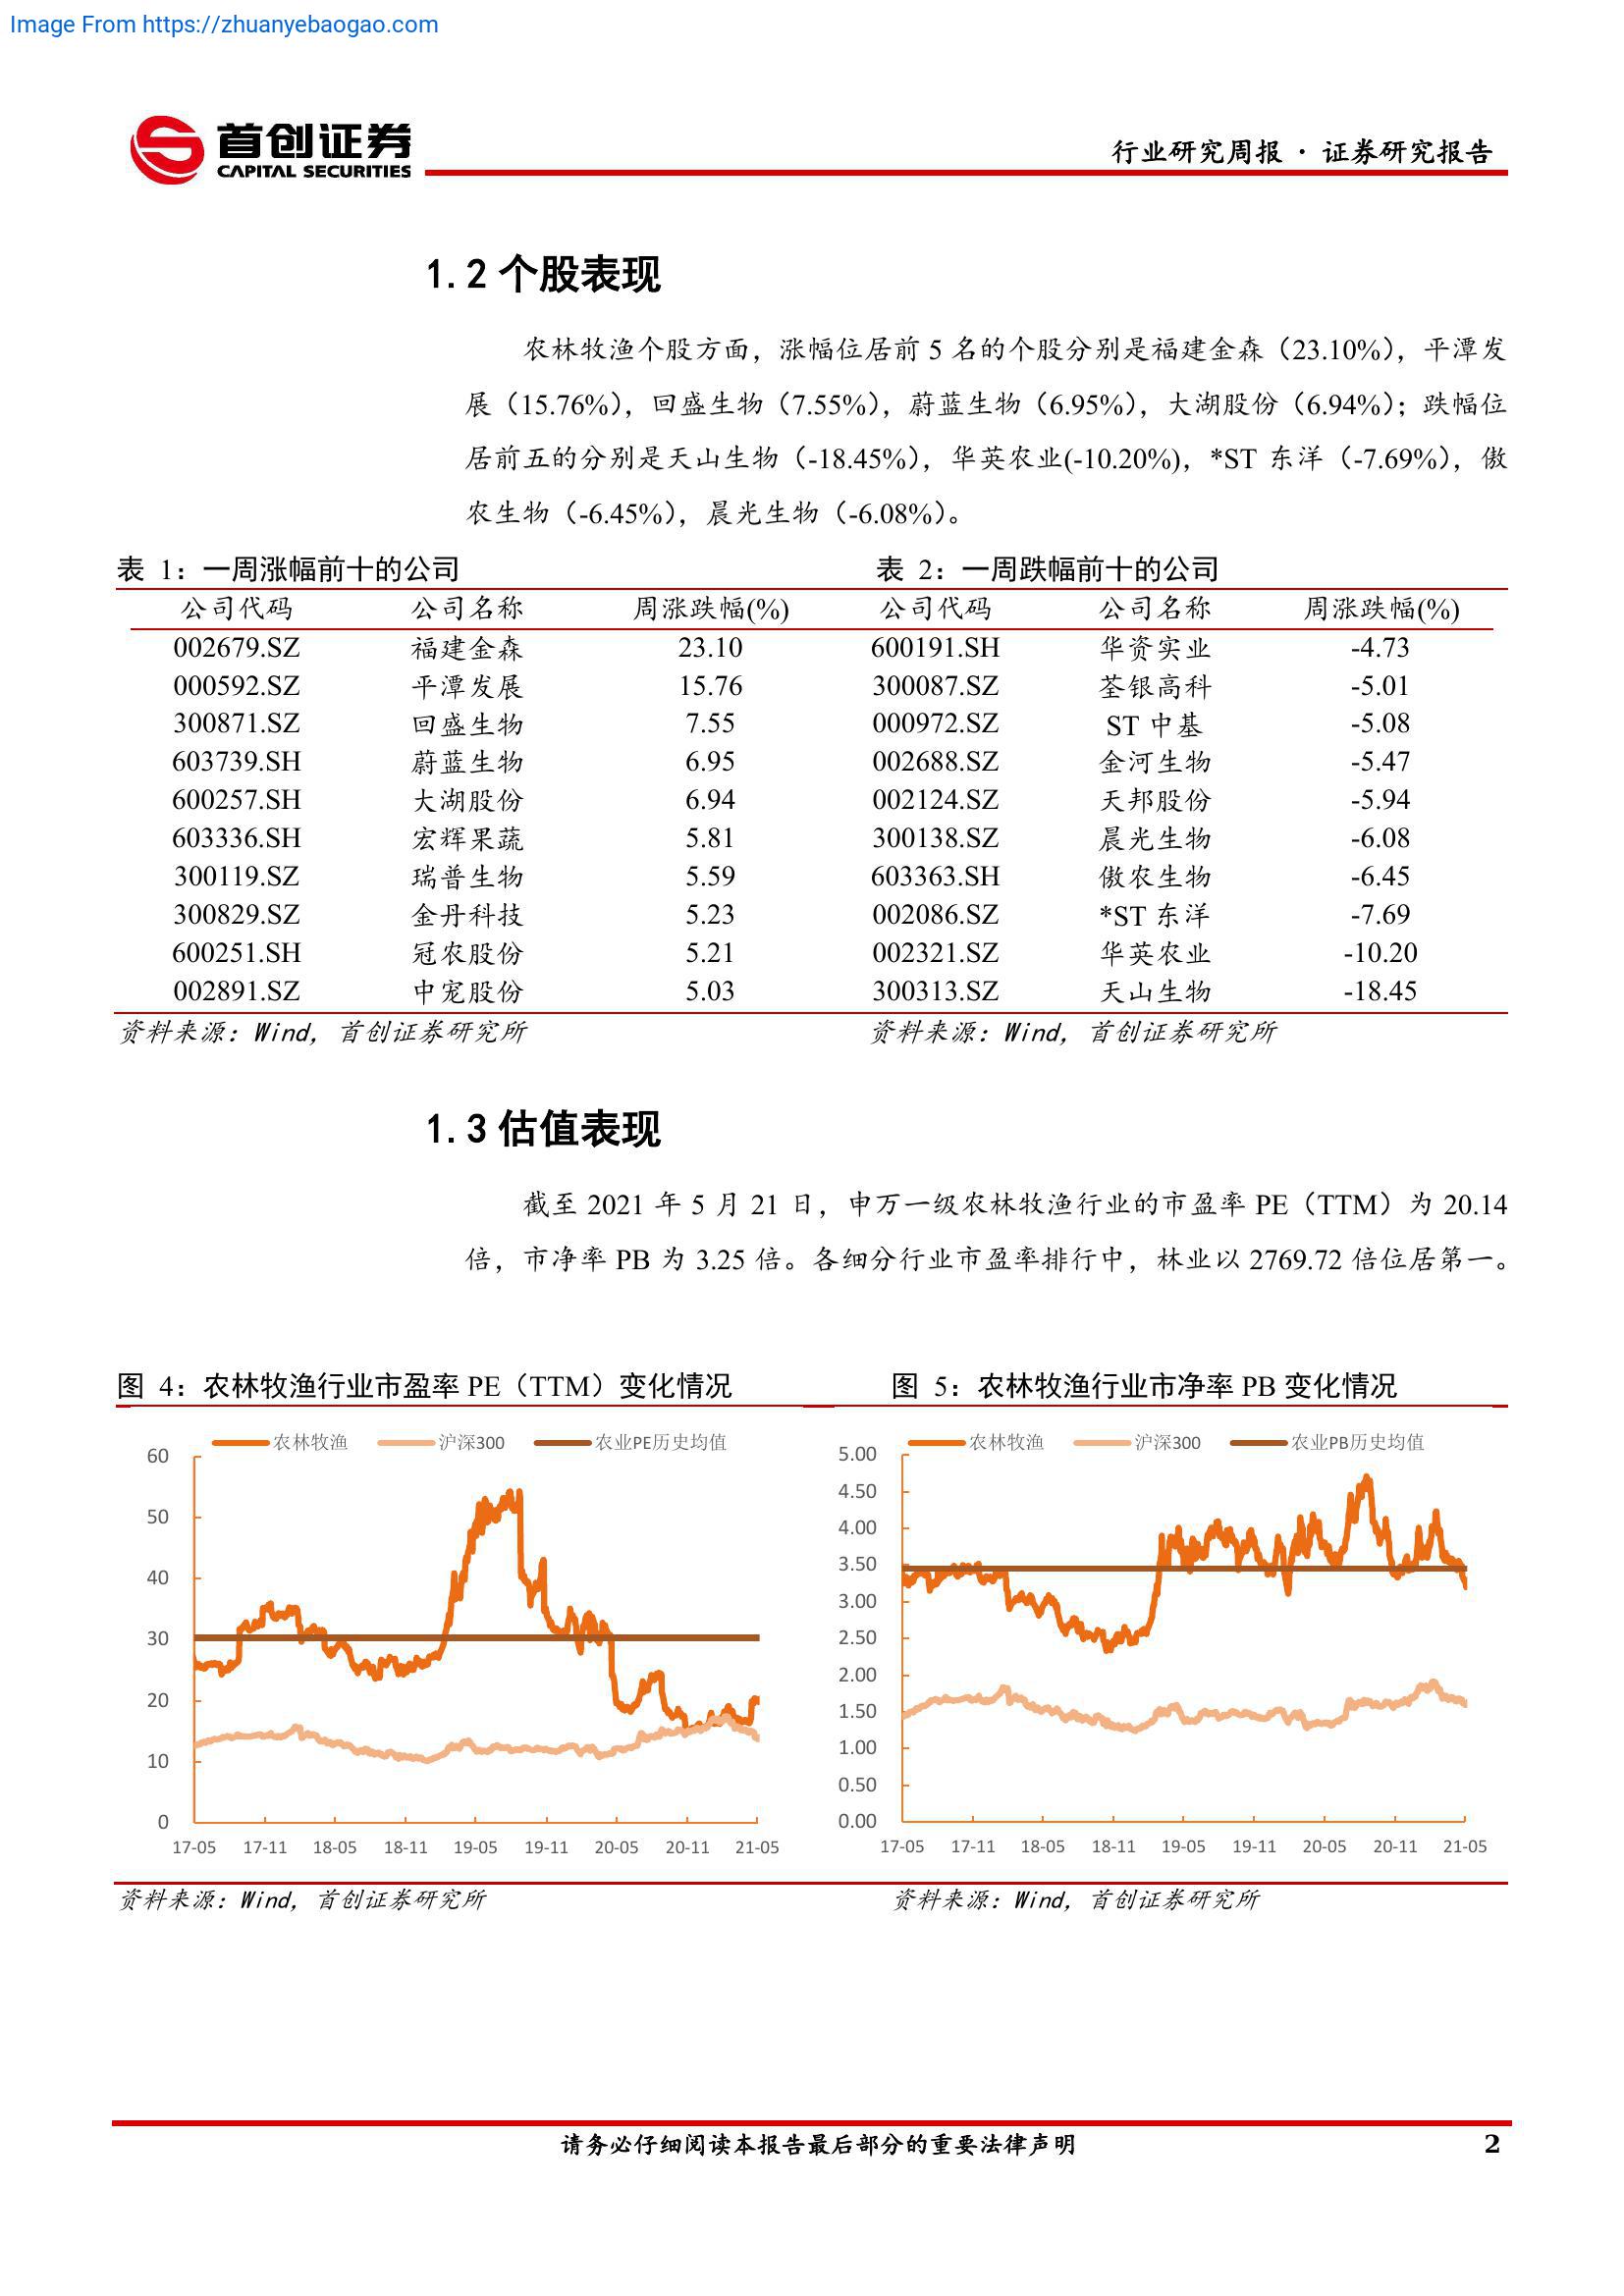 Image From https://zhuanyebaogao.com
首创证券
CAPITAL SECURITIES
行业研究周报 · 证券研究报告
1.2 个股表现
农林牧渔个股方面，涨幅位居前 5 名的个股分别是福建金森（23.10%），平潭发
展（15.76%），回盛生物（7.55%），蔚蓝生物（6.95%），大湖股份（6.94%）；跌幅位
居前五的分别是天山生物（-18.45%），华英农业(-10.20%)，*ST 东洋（-7.69%），傲
农生物（-6.45%），晨光生物（-6.08%）。
表 1：一周涨幅前十的公司 表 2：一周跌幅前十的公司
公司代码 公司名称 周涨跌幅(%) 公司代码 公司名称 周涨跌幅(%)
002679.SZ 福建金森 23.10 600191.SH 华资实业 -4.73
000592.SZ 平潭发展 15.76 300087.SZ 荃银高科 -5.01
300871.SZ 回盛生物 7.55 000972.SZ ST 中基 -5.08
603739.SH 蔚蓝生物 6.95 002688.SZ 金河生物 -5.47
600257.SH 大湖股份 6.94 002124.SZ 天邦股份 -5.94
603336.SH 宏辉果蔬 5.81 300138.SZ 晨光生物 -6.08
300119.SZ 瑞普生物 5.59 603363.SH 傲农生物 -6.45
300829.SZ 金丹科技 5.23 002086.SZ *ST 东洋 -7.69
600251.SH 冠农股份 5.21 002321.SZ 华英农业 -10.20
002891.SZ 中宠股份 5.03 300313.SZ 天山生物 -18.45
资料来源：Wind，首创证券研究所 资料来源：Wind，首创证券研究所
1.3 估值表现
截至 2021 年 5 月 21 日，申万一级农林牧渔行业的市盈率 PE（TTM）为 20.14
倍，市净率 PB 为 3.25 倍。各细分行业市盈率排行中，林业以 2769.72 倍位居第一。
图 4：农林牧渔行业市盈率 PE（TTM）变化情况
农林牧渔 沪深300 农业PE历史均值
60
50
40
30
20
10
0
17-05 17-11 18-05 18-11 19-05 19-11 20-05 20-11 21-05
资料来源：Wind，首创证券研究所
图 5：农林牧渔行业市净率 PB 变化情况
农林牧渔 沪深300 农业PB历史均值
5.00
4.50
4.00
3.50
3.00
2.50
2.00
1.50
1.00
0.50
0.00
17-05 17-11 18-05 18-11 19-05 19-11 20-05 20-11 21-05
资料来源：Wind，首创证券研究所
请务必仔细阅读本报告最后部分的重要法律声明 2